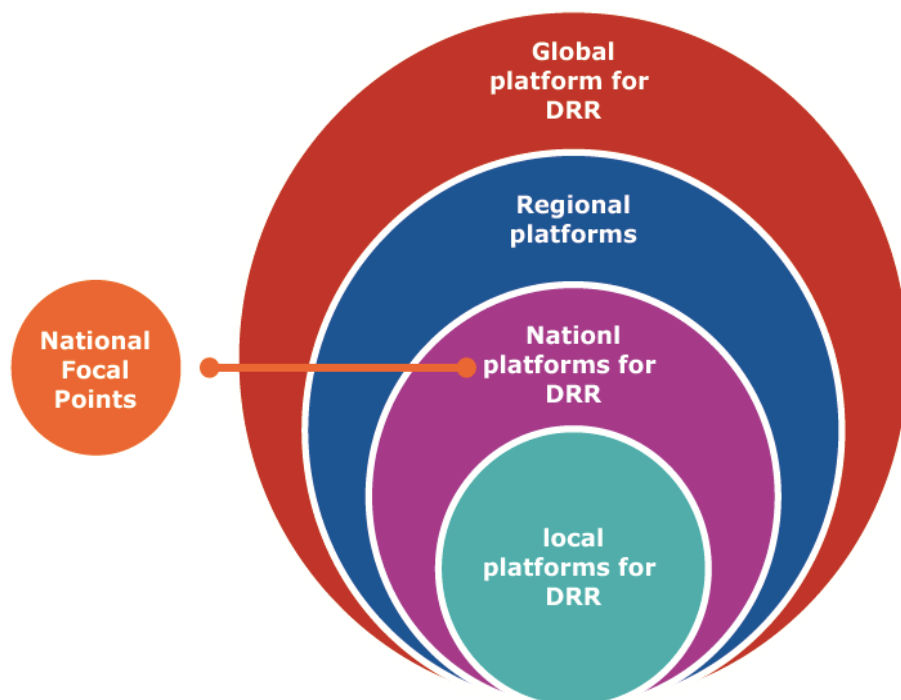 Global
platform for
DRR
Regional
platforms
National
Focal
Points
Nationl
platforms for
DRR
local
platforms for
DRR